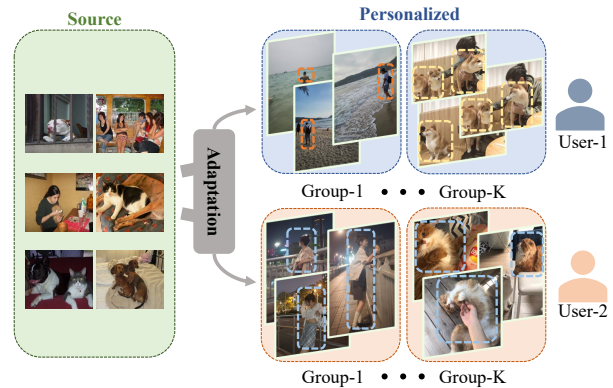 Source
Personalized
Adaptation
User-1
Group-1 • • • Group-K
User-2
Group-1 • • • Group-K